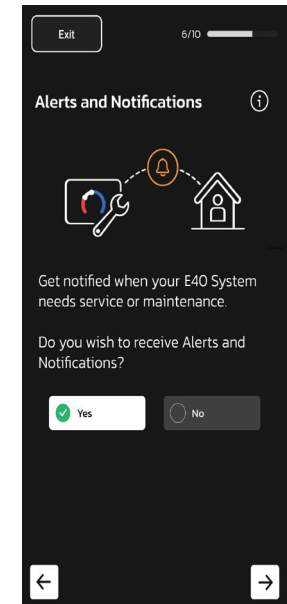 Exit
6/10
Alerts and Notifications
Get notified when your E40 System
needs service or maintenance.
Do you wish to receive Alerts and
Notifications?
Yes
No